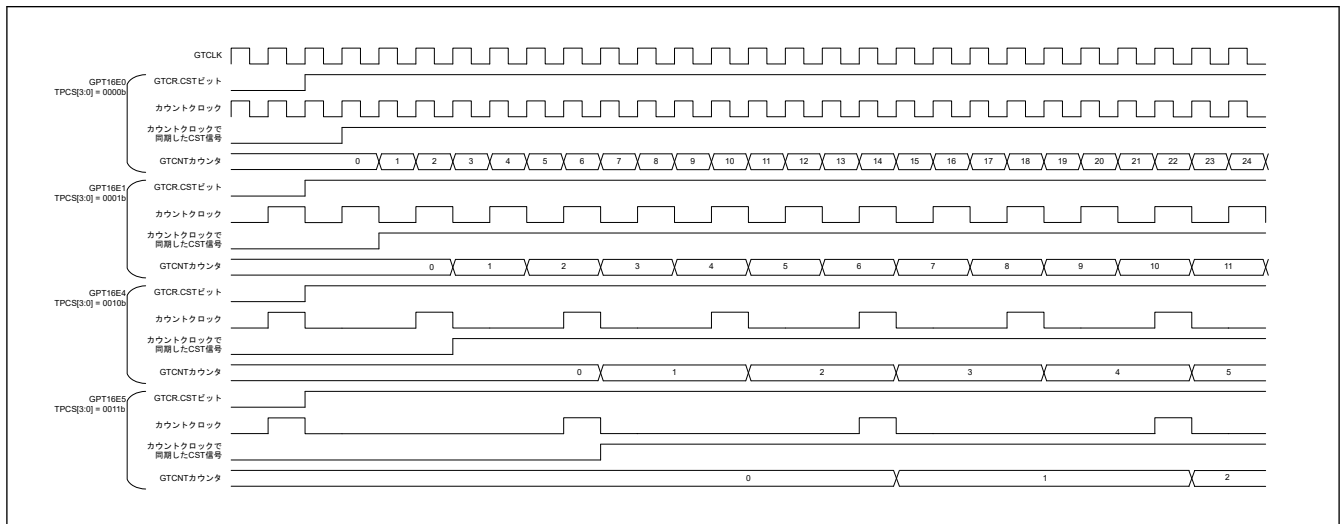 GTCLK
GPT16E0
TPCS[3:0] = 0000b
GTCR.CSTビット
カウントクロック
カウントクロックで
同期したCST信号
GTCNTカウンタ
0 1 2 3 4 5 6 7 8 9 10 11 12 13 14 15 16 17 18 19 20 21 22 23 24
GPT16E1
TPCS[3:0] = 0001b
GTCR.CSTビット
カウントクロック
カウントクロックで
同期したCST信号
GTCNTカウンタ
0 1 2 3 4 5 6 7 8 9 10 11
GPT16E4
TPCS[3:0] = 0010b
GTCR.CSTビット
カウントクロック
カウントクロックで
同期したCST信号
GTCNTカウンタ
0 1 2 3 4 5
GPT16E5
TPCS[3:0] = 0011b
GTCR.CSTビット
カウントクロック
カウントクロックで
同期したCST信号
GTCNTカウンタ
0 1 2